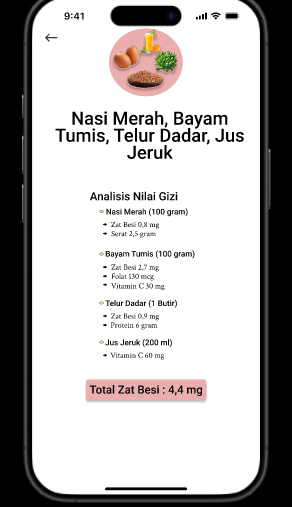 9:41
Nasi Merah, Bayam
Tumis, Telur Dadar, Jus
Jeruk
Analisis Nilai Gizi
Nasi Merah (100 gram)
Zat Besi 0,8 mg
Serat 2,5 gram
Bayam Tumis (100 gram)
Zat Besi 2,7 mg
Folat 130 mcg
Vitamin C 30 mg
Telur Dadar (1 Butir)
Zat Besi 0,9 mg
Protein 6 gram
Jus Jeruk (200 ml)
Vitamin C 60 mg
Total Zat Besi : 4,4 mg